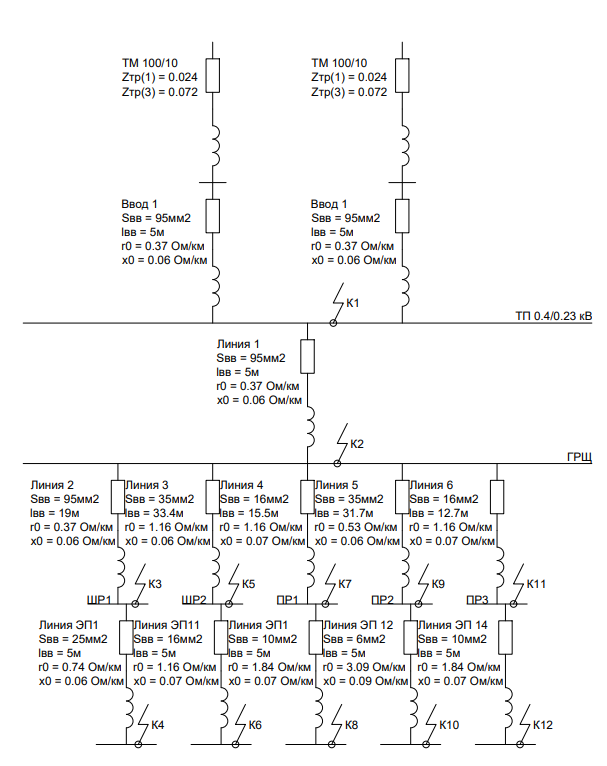 ТМ 100/10
Zтр(1) = 0.024
Zтр(3) = 0.072
ТМ 100/10
Zтр(1) = 0.024
Zтр(3) = 0.072
Ввод 1
Sвв = 95мм2
lвв = 5м
r0 = 0.37 Ом/км
x0 = 0.06 Ом/км
Ввод 1
Sвв = 95мм2
lвв = 5м
r0 = 0.37 Ом/км
x0 = 0.06 Ом/км
К1
ТП 0.4/0.23 кВ
Линия 1
Sвв = 95мм2
lвв = 5м
r0 = 0.37 Ом/км
x0 = 0.06 Ом/км
К2
ГРЩ
Линия 2
Sвв = 95мм2
lвв = 19м
r0 = 0.37 Ом/км
x0 = 0.06 Ом/км
Линия 3
Sвв = 35мм2
lвв = 33.4м
r0 = 1.16 Ом/км
x0 = 0.06 Ом/км
Линия 4
Sвв = 16мм2
lвв = 15.5м
r0 = 1.16 Ом/км
x0 = 0.07 Ом/км
Линия 5
Sвв = 35мм2
lвв = 31.7м
r0 = 0.53 Ом/км
x0 = 0.06 Ом/км
Линия 6
Sвв = 16мм2
lвв = 12.7м
r0 = 1.16 Ом/км
x0 = 0.07 Ом/км
К3
К5
К7
К9
К11
ШР1
ШР2
ПР1
ПР2
ПР3
Линия ЭП1
Sвв = 25мм2
lвв = 5м
r0 = 0.74 Ом/км
x0 = 0.06 Ом/км
Линия ЭП11
Sвв = 16мм2
lвв = 5м
r0 = 1.16 Ом/км
x0 = 0.07 Ом/км
Линия ЭП1
Sвв = 10мм2
lвв = 5м
r0 = 1.84 Ом/км
x0 = 0.07 Ом/км
Линия ЭП 12
Sвв = 6мм2
lвв = 5м
r0 = 3.09 Ом/км
x0 = 0.09 Ом/км
Линия ЭП 14
Sвв = 10мм2
lвв = 5м
r0 = 1.84 Ом/км
x0 = 0.07 Ом/км
К4
К6
К8
К10
К12